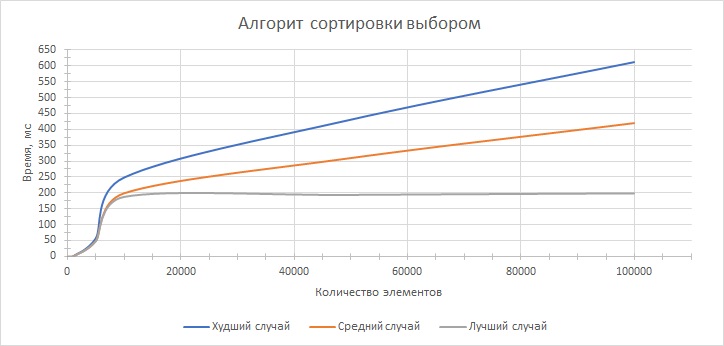 Алгорит сортировки выбором
Время, мс
650
600
550
500
450
400
350
300
250
200
150
100
50
0
0 20000 40000 60000 80000 100000
Количество элементов
Худший случай Средний случай Лучший случай